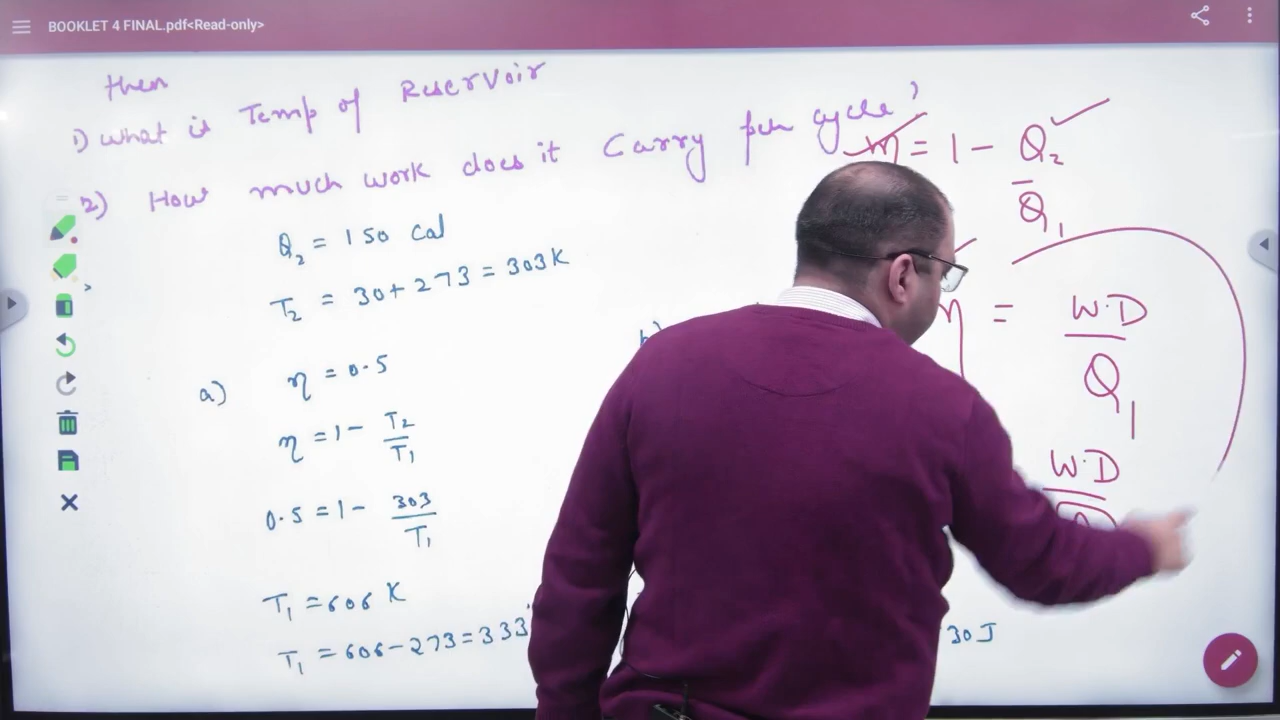 BOOKLET 4 FINAL.pdf<Read-only>
then
1) what is Temp of Reservoir
2) How much work does it carry per cycle?
Q₂ = 150 cal
T₂ = 30 + 273 = 303K
a) η = 0.5
η = 1 - T₂/T₁
0.5 = 1 - 303/T₁
T₁ = 606 K
T₁ = 606 - 273 = 333
b)
η = 1 - Q₂/Q₁
η = W.D/Q₁
W.D
30 J